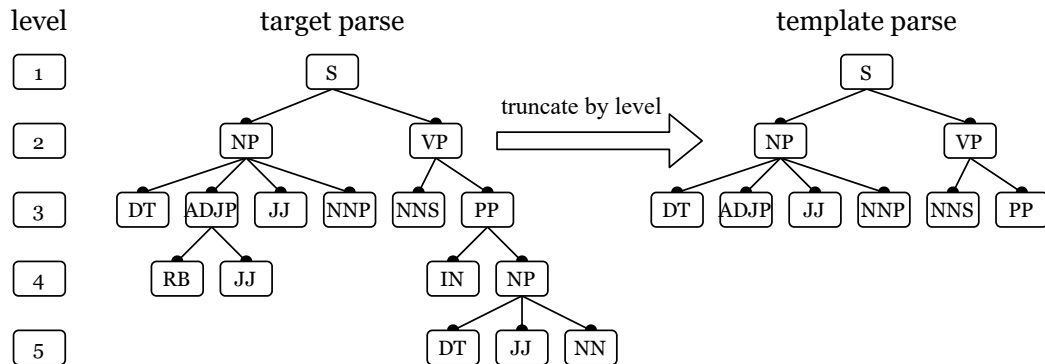 level target parse template parse
1 S S
truncate by level
2 NP VP NP VP
3 DT ADJP JJ NNP NNS PP DT ADJP JJ NNP NNS PP
4 RB JJ IN NP
5 DT JJ NN